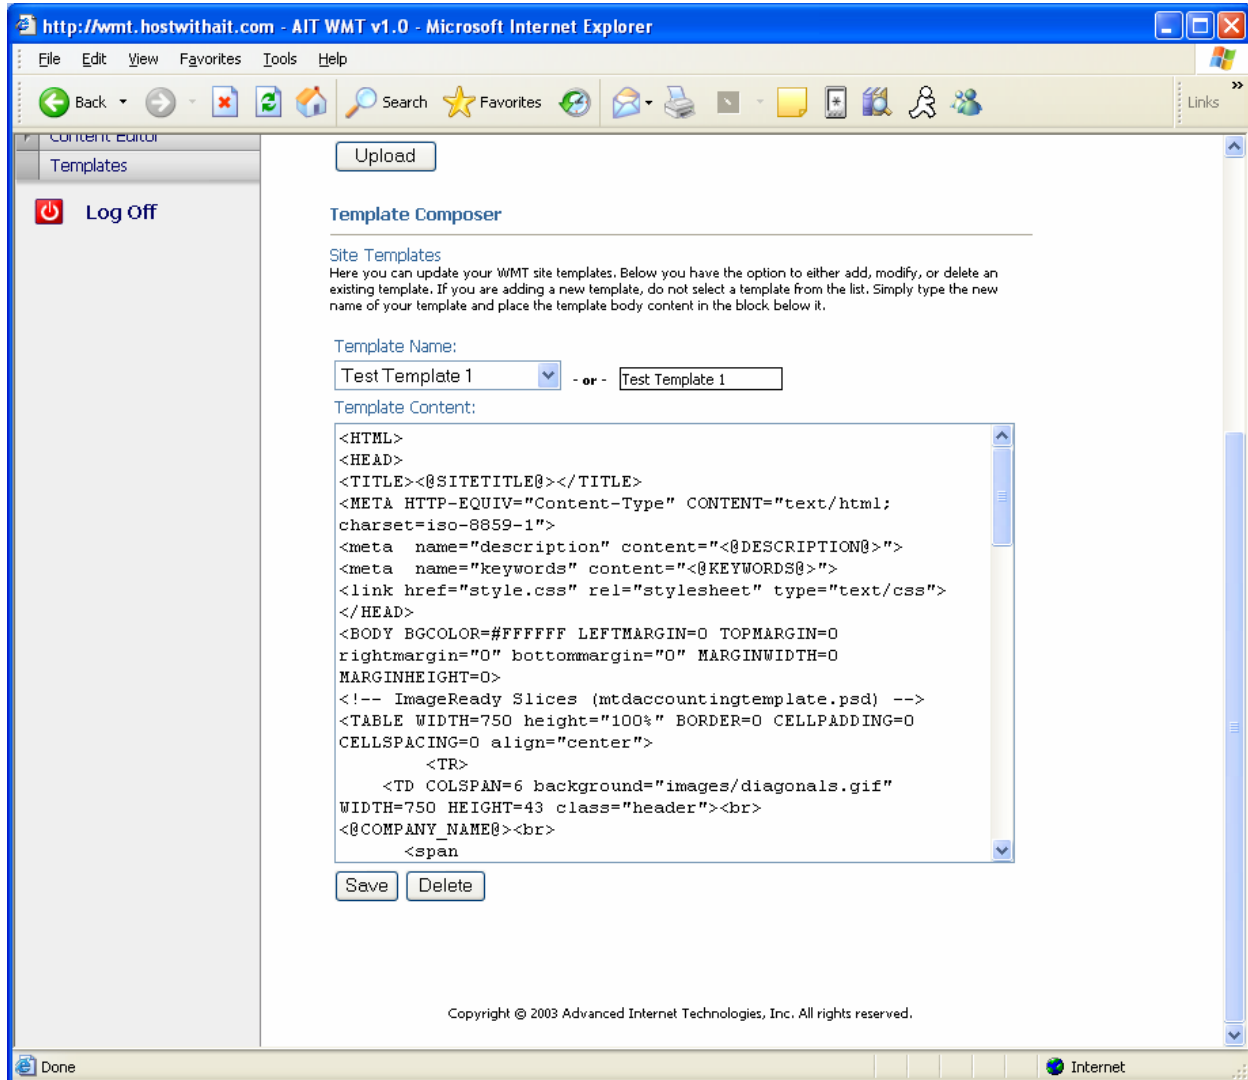 http://wmt.hostwithait.com - AIT WMT v1.0 - Microsoft Internet Explorer
File Edit View Favorites Tools Help
Back Search Favorites Links
Content Editor
Templates
Log Off
Upload
Template Composer
Site Templates
Here you can update your WMT site templates. Below you have the option to either add, modify, or delete an
existing template. If you are adding a new template, do not select a template from the list. Simply type the new
name of your template and place the template body content in the block below it.
Template Name:
Test Template 1 - or - Test Template 1
Template Content:
<HTML>
<HEAD>
<TITLE><@SITETITLE@></TITLE>
<META HTTP-EQUIV="Content-Type" CONTENT="text/html;
charset=iso-8859-1">
<meta  name="description" content="<@DESCRIPTION@>">
<meta  name="keywords" content="<@KEYWORDS@>">
<link href="style.css" rel="stylesheet" type="text/css">
</HEAD>
<BODY BGCOLOR=#FFFFFF LEFTMARGIN=0 TOPMARGIN=0
rightmargin="0" bottommargin="0" MARGINWIDTH=0
MARGINHEIGHT=0>
<!-- ImageReady Slices (mtdaccountingtemplate.psd) -->
<TABLE WIDTH=750 height="100%" BORDER=0 CELLPADDING=0
CELLSPACING=0 align="center">
<TR>
<TD COLSPAN=6 background="images/diagonals.gif"
WIDTH=750 HEIGHT=43 class="header"><br>
<@COMPANY_NAME@><br>
<span
Save Delete
Copyright © 2003 Advanced Internet Technologies, Inc. All rights reserved.
Done Internet